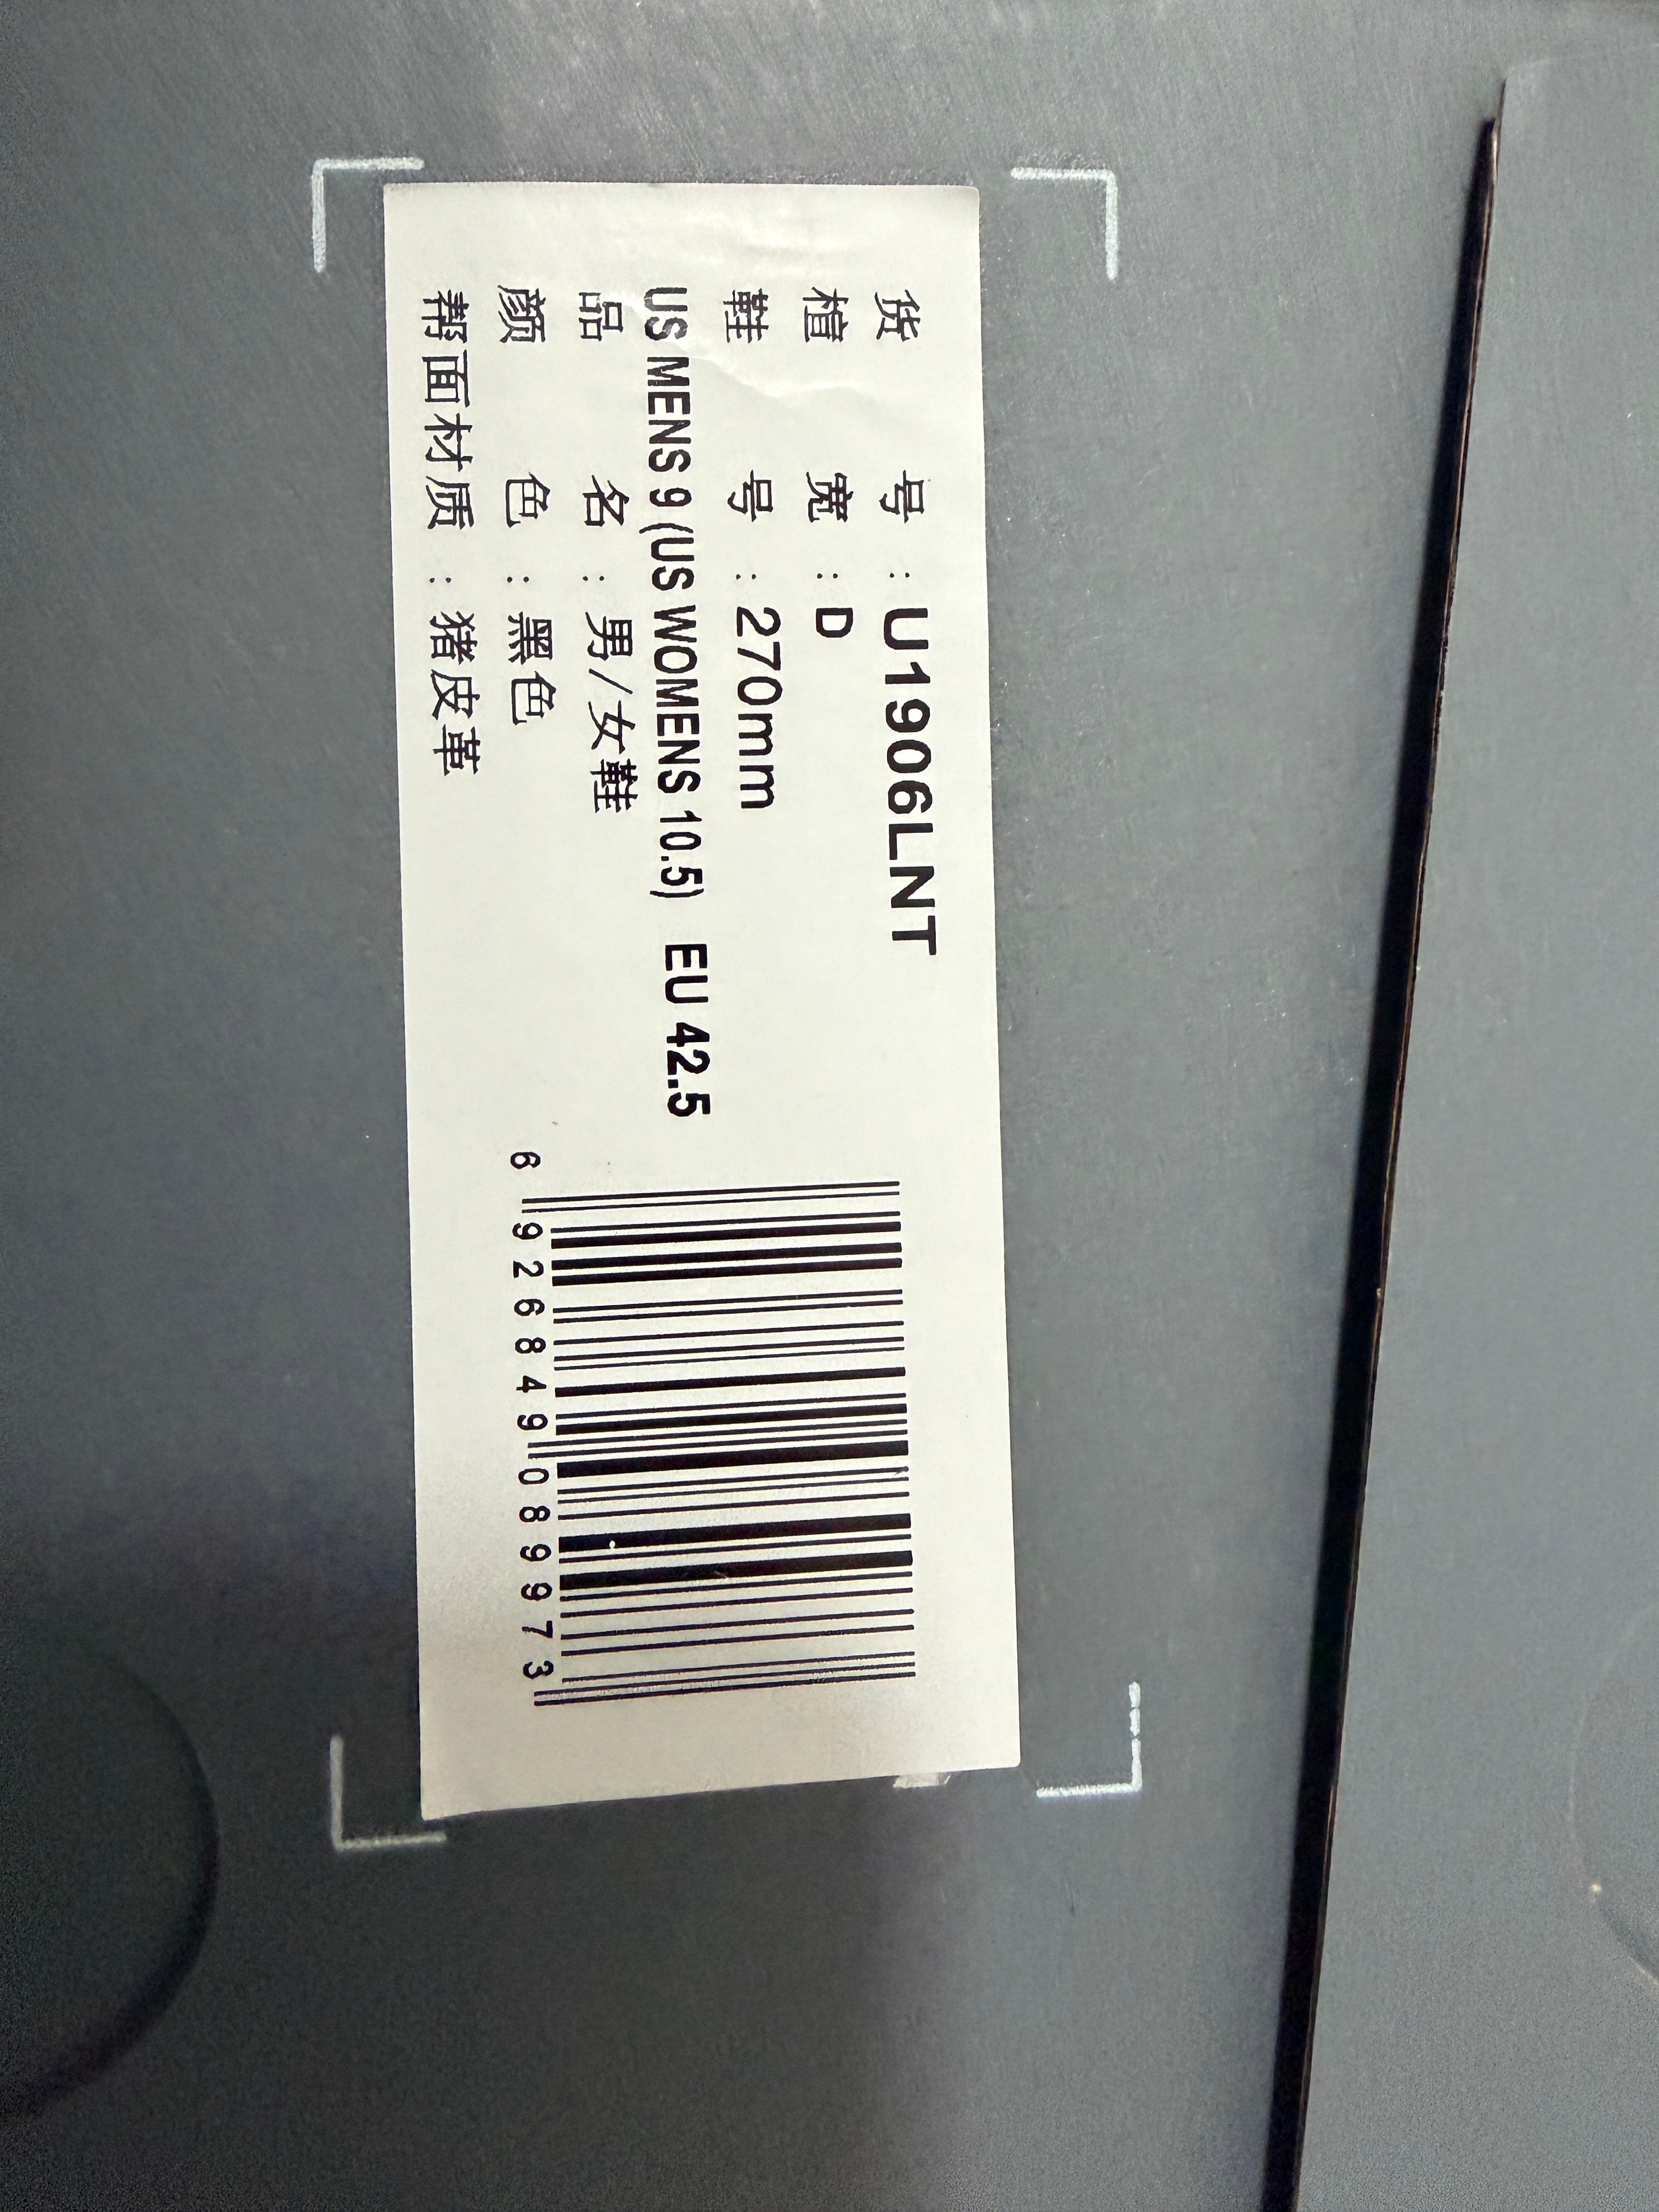 货号：U1906LNT
楦宽：D
鞋号：270mm
US MENS 9 (US WOMENS 10.5) EU 42.5
品名：男/女鞋
颜色：黑色
帮面材质：猪皮革
6 926849 089973